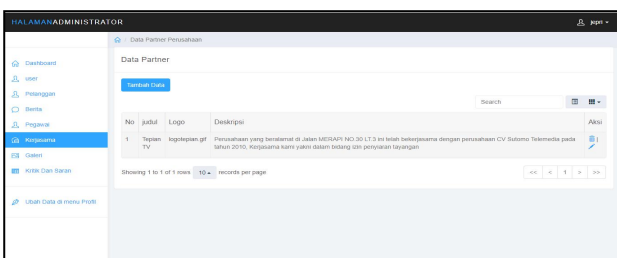 HALAMANADMINISTRATOR
jepri
Data Partner Perusahaan
Dashboard
user
Pelanggan
Berita
Pegawai
Kerjasama
Galeri
Kritik Dan Saran
Ubah Data di menu Profil
Data Partner
Tambah Data
Search
No judul Logo Deskripsi Aksi
1 Tepian TV logotepian.gif Perusahaan yang beralamat di Jalan MERAPI NO.30 LT.3 ini telah bekerjasama dengan perusahaan CV Sutomo Telemedia pada
tahun 2010, Kerjasama kami yakni dalam bidang izin penyiaran tayangan
Showing 1 to 1 of 1 rows 10 records per page
<< < 1 > >>